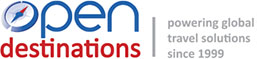 open
destinations
powering global
travel solutions
since 1999